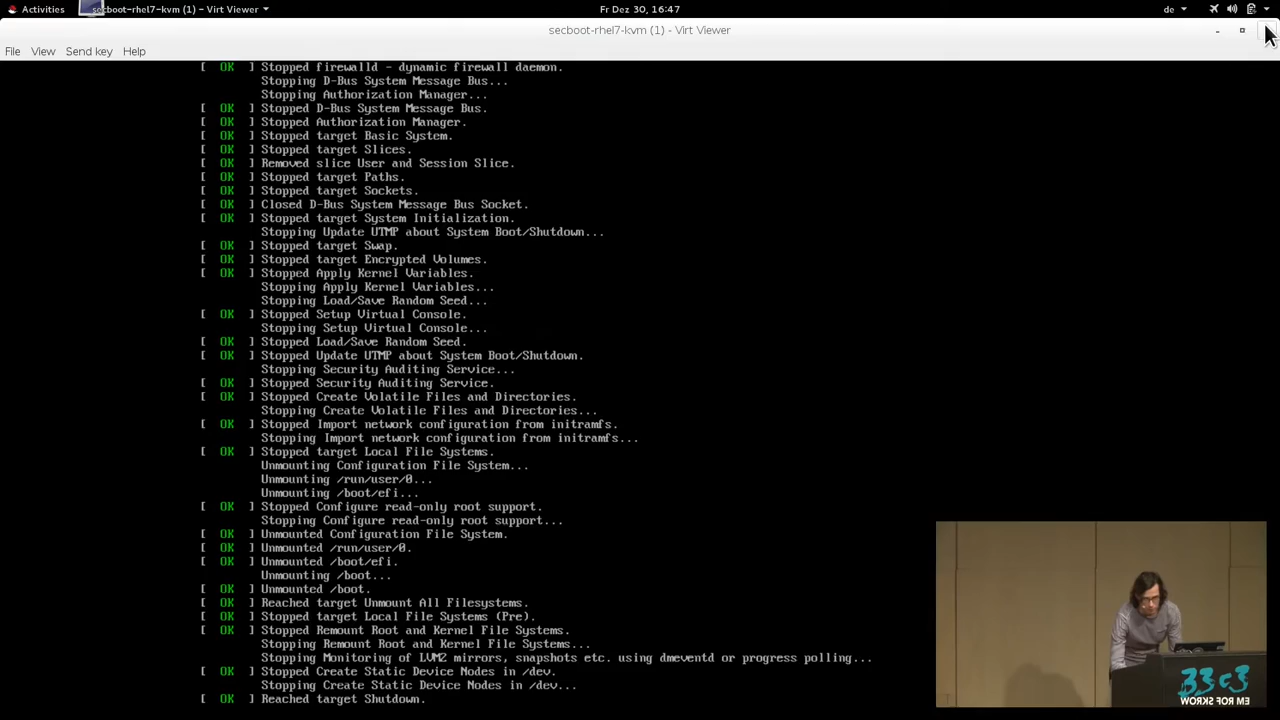 Activities secboot-rhel7-kvm (1) – Virt Viewer Fr Dez 30, 16:47 de
secboot-rhel7-kvm (1) - Virt Viewer
File View Send key Help
[ OK ] Stopped firewalld - dynamic firewall daemon.
Stopping D-Bus System Message Bus...
Stopping Authorization Manager...
[ OK ] Stopped D-Bus System Message Bus.
[ OK ] Stopped Authorization Manager.
[ OK ] Stopped target Basic System.
[ OK ] Stopped target Slices.
[ OK ] Removed slice User and Session Slice.
[ OK ] Stopped target Paths.
[ OK ] Stopped target Sockets.
[ OK ] Closed D-Bus System Message Bus Socket.
[ OK ] Stopped target System Initialization.
Stopping Update UTMP about System Boot/Shutdown...
[ OK ] Stopped target Swap.
[ OK ] Stopped target Encrypted Volumes.
[ OK ] Stopped Apply Kernel Variables.
Stopping Apply Kernel Variables...
Stopping Load/Save Random Seed...
[ OK ] Stopped Setup Virtual Console.
Stopping Setup Virtual Console...
[ OK ] Stopped Load/Save Random Seed.
[ OK ] Stopped Update UTMP about System Boot/Shutdown.
Stopping Security Auditing Service...
[ OK ] Stopped Security Auditing Service.
[ OK ] Stopped Create Volatile Files and Directories.
Stopping Create Volatile Files and Directories...
[ OK ] Stopped Import network configuration from initramfs.
Stopping Import network configuration from initramfs...
[ OK ] Stopped target Local File Systems.
Unmounting Configuration File System...
Unmounting /run/user/0...
Unmounting /boot/efi...
[ OK ] Stopped Configure read-only root support.
Stopping Configure read-only root support...
[ OK ] Unmounted Configuration File System.
[ OK ] Unmounted /run/user/0.
[ OK ] Unmounted /boot/efi.
Unmounting /boot...
[ OK ] Unmounted /boot.
[ OK ] Reached target Unmount All Filesystems.
[ OK ] Stopped target Local File Systems (Pre).
[ OK ] Stopped Remount Root and Kernel File Systems.
Stopping Remount Root and Kernel File Systems...
Stopping Monitoring of LVM2 mirrors, snapshots etc. using dmeventd or progress polling...
[ OK ] Stopped Create Static Device Nodes in /dev.
Stopping Create Static Device Nodes in /dev...
[ OK ] Reached target Shutdown.
33c3
EM ROF SKROW